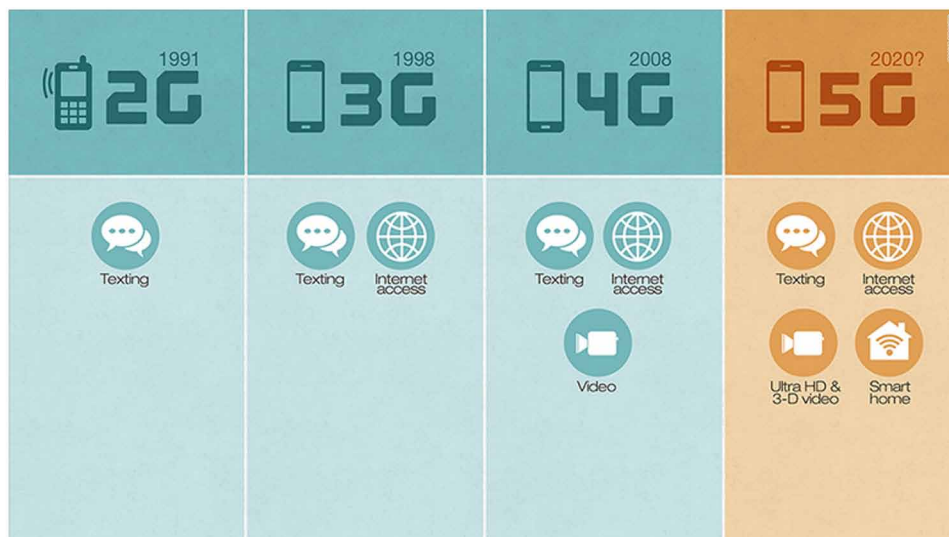 1991
2G
1998
3G
2008
4G
2020?
5G
Texting
Texting
Internet
access
Texting
Internet
access
Video
Texting
Internet
access
Ultra HD &
3-D video
Smart
home